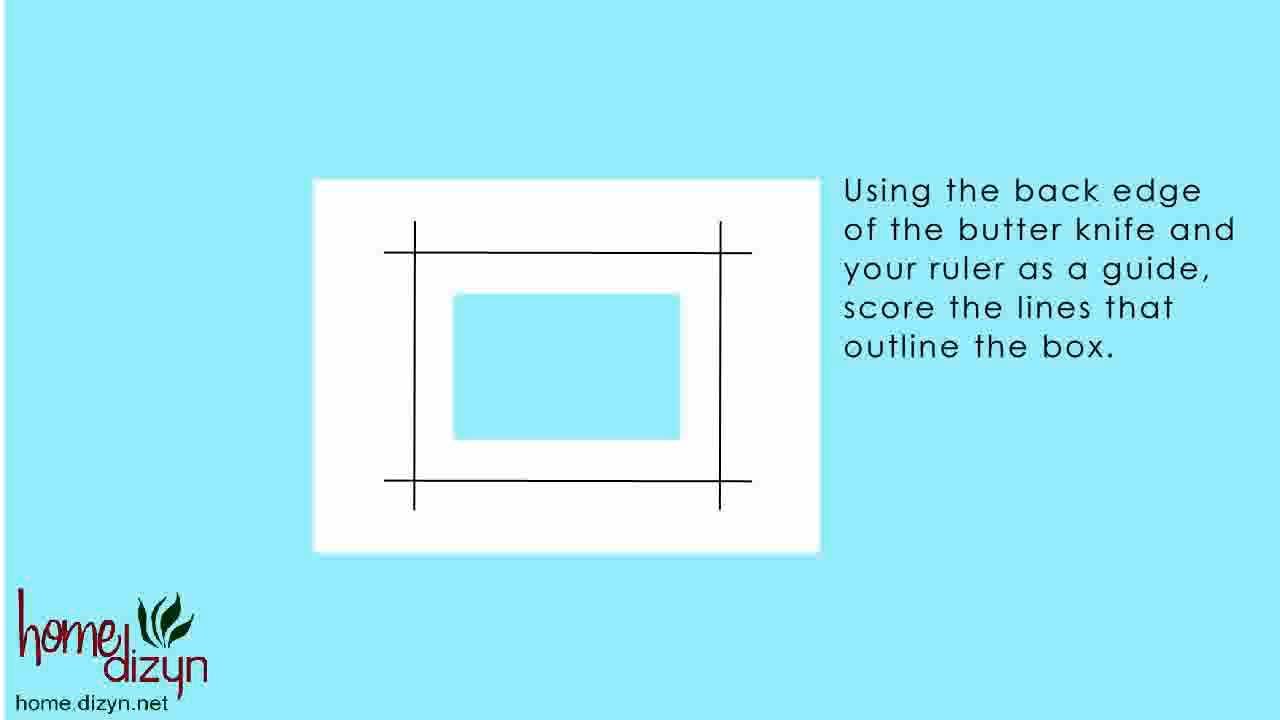 Using the back edge
of the butter knife and
your ruler as a guide,
score the lines that
outline the box.
home
dizyn
home.dizyn.net